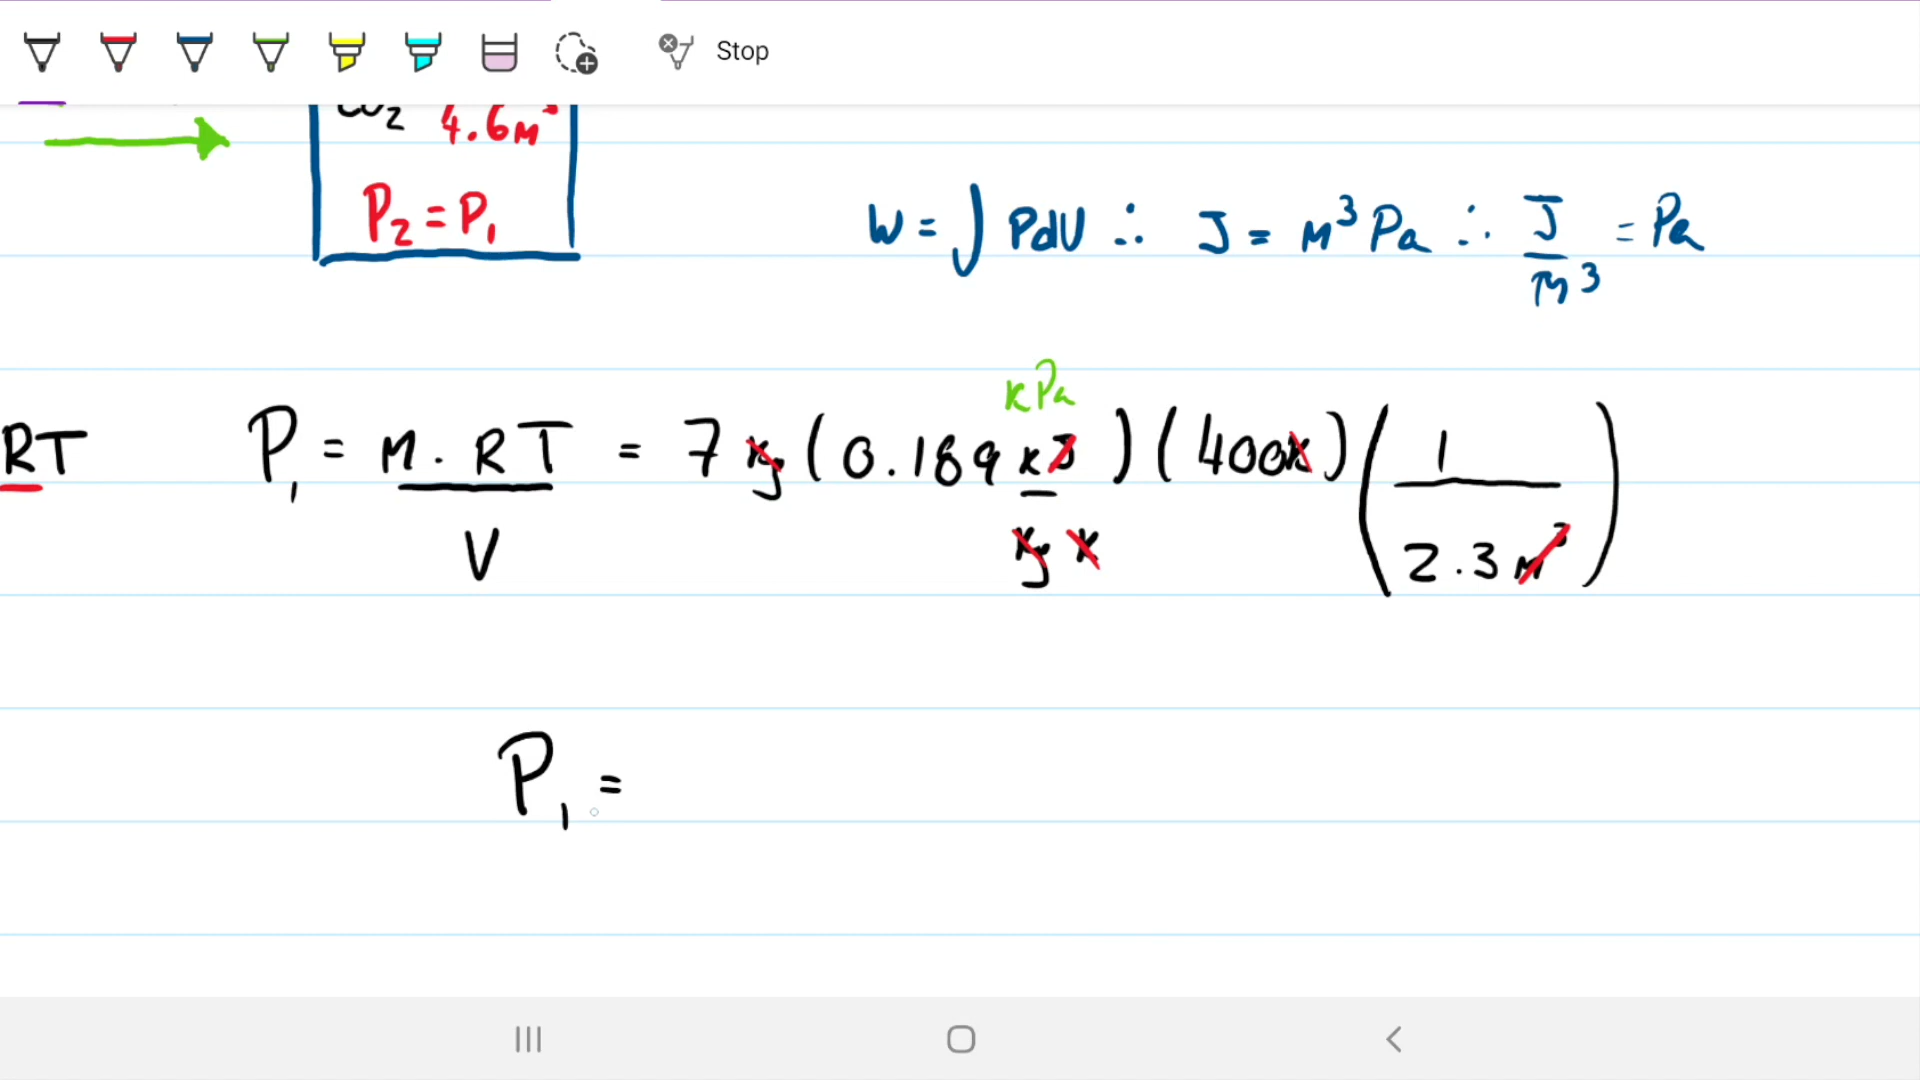 Stop
CO2 4.6m³
P2 = P1
W = ∫ PdV ∴ J = m³ Pa ∴ J/m³ = Pa
kPa
RT P1 = m · RT / V = 7 kg (0.189 kJ / kg K) (400K) (1 / 2.3 m³)
P1 =